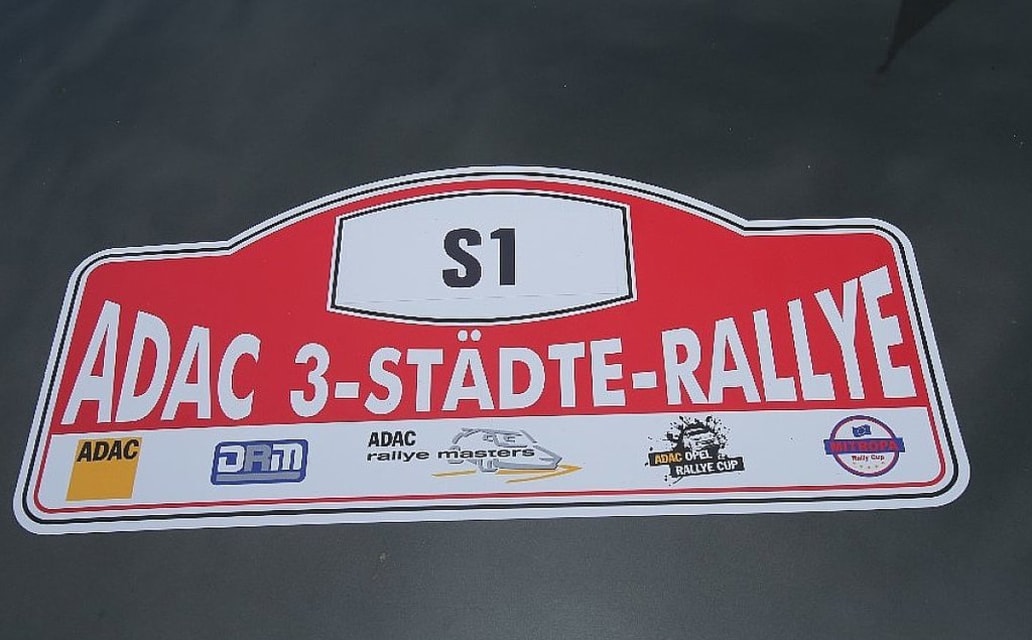 S1
ADAC 3-STÄDTE-RALLYE
ADAC
DRM
ADAC
rallye masters
ADAC OPEL
RALLYE CUP
MITROPA
Rally Cup